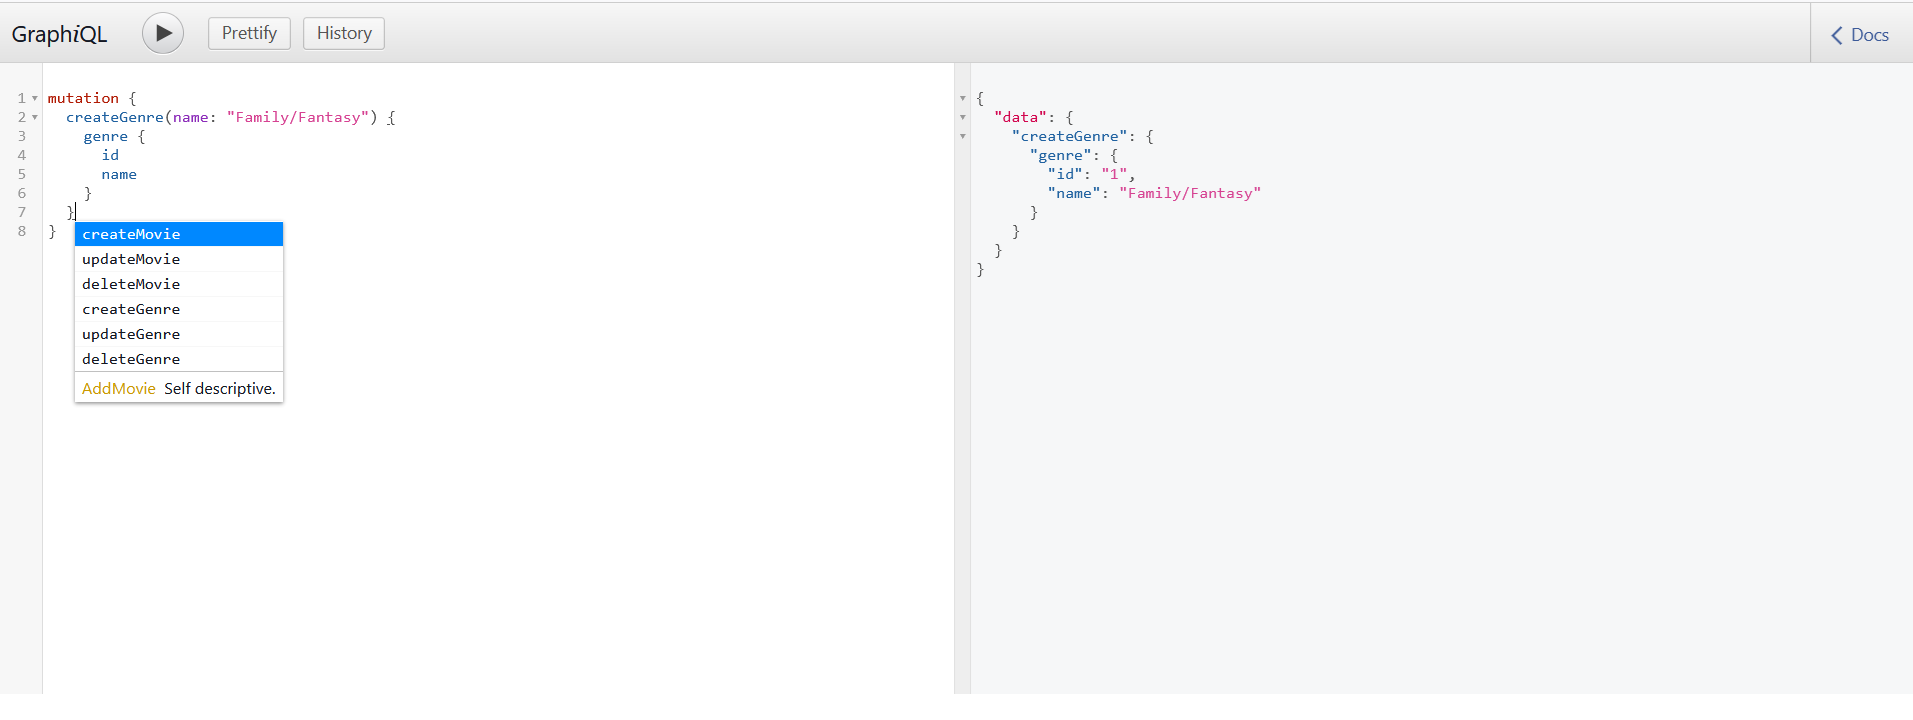 GraphiQL Prettify History Docs
1 mutation {
2 createGenre(name: "Family/Fantasy") {
3 genre {
4 id
5 name
6 }
7 }
8 }
createMovie
updateMovie
deleteMovie
createGenre
updateGenre
deleteGenre
AddMovie Self descriptive.
{
"data": {
"createGenre": {
"genre": {
"id": "1",
"name": "Family/Fantasy"
}
}
}
}